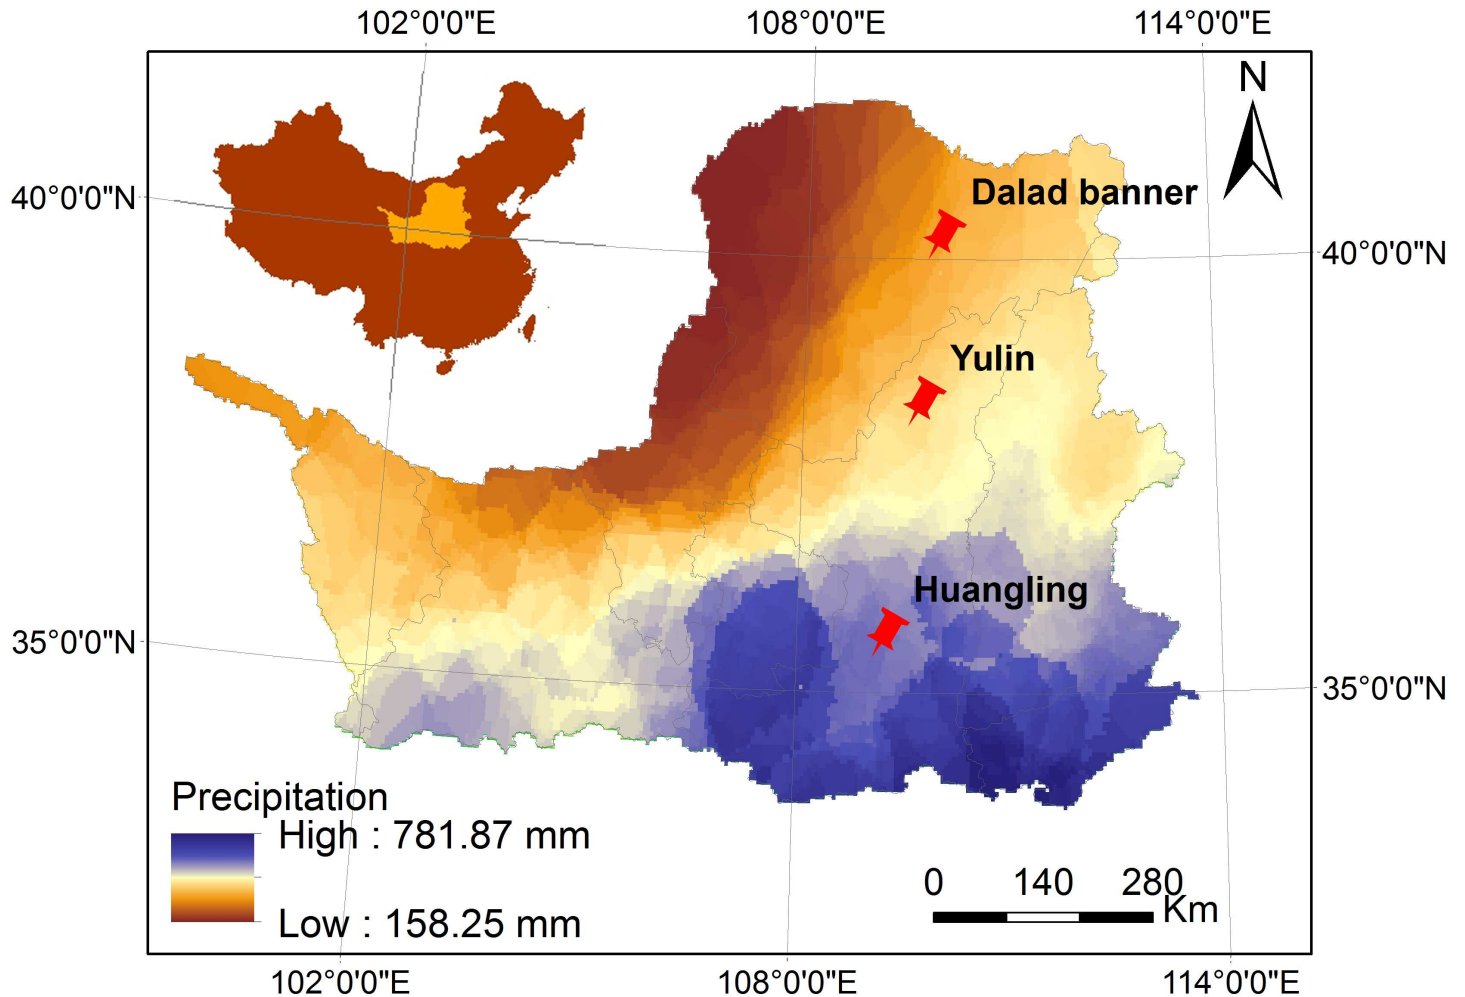 102°0'0"E 108°0'0"E 114°0'0"E
N
40°0'0"N
Dalad banner
40°0'0"N
Yulin
Huangling
35°0'0"N
35°0'0"N
Precipitation
High : 781.87 mm
Low : 158.25 mm
0 140 280
Km
102°0'0"E 108°0'0"E 114°0'0"E